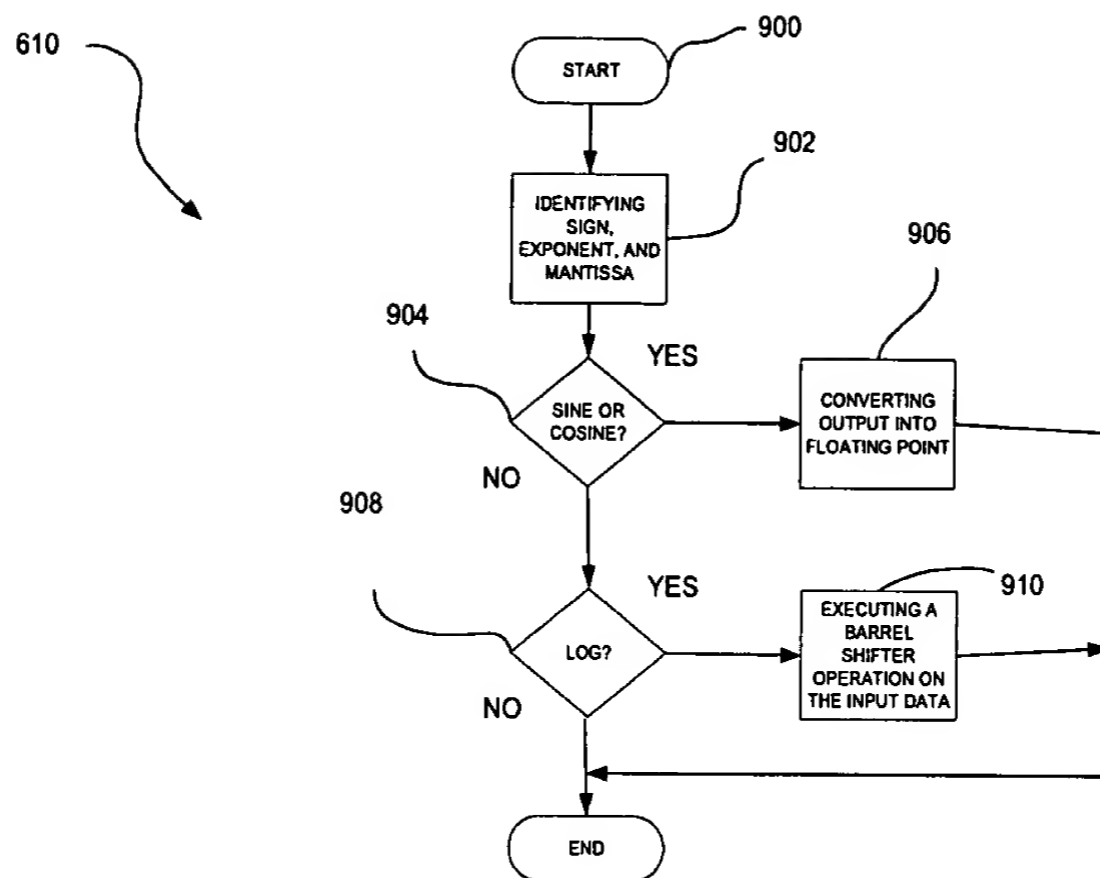 610
900
START
902
IDENTIFYING
SIGN,
EXPONENT, AND
MANTISSA
904
SINE OR
COSINE?
YES
NO
906
CONVERTING
OUTPUT INTO
FLOATING POINT
908
LOG?
YES
NO
910
EXECUTING A
BARREL
SHIFTER
OPERATION ON
THE INPUT DATA
END